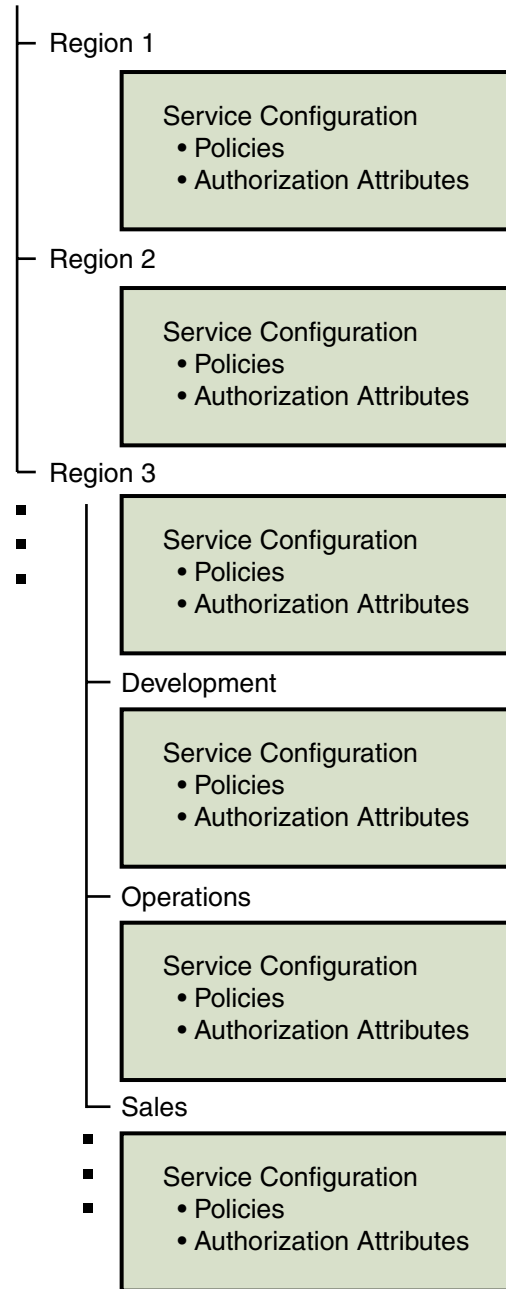 Region 1
Service Configuration
• Policies
• Authorization Attributes
Region 2
Service Configuration
• Policies
• Authorization Attributes
Region 3
Service Configuration
• Policies
• Authorization Attributes
Development
Service Configuration
• Policies
• Authorization Attributes
Operations
Service Configuration
• Policies
• Authorization Attributes
Sales
Service Configuration
• Policies
• Authorization Attributes